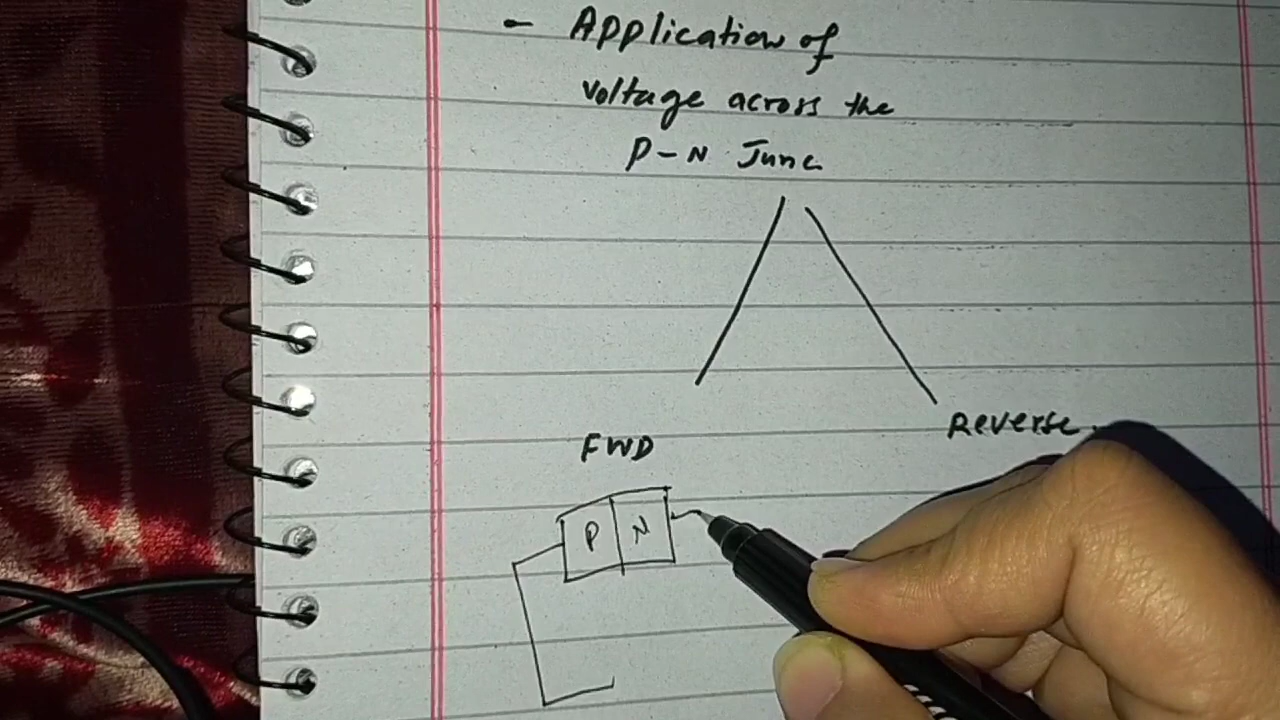 - Application of
voltage across the
P-N Junc
Reverse.
FWD
P N